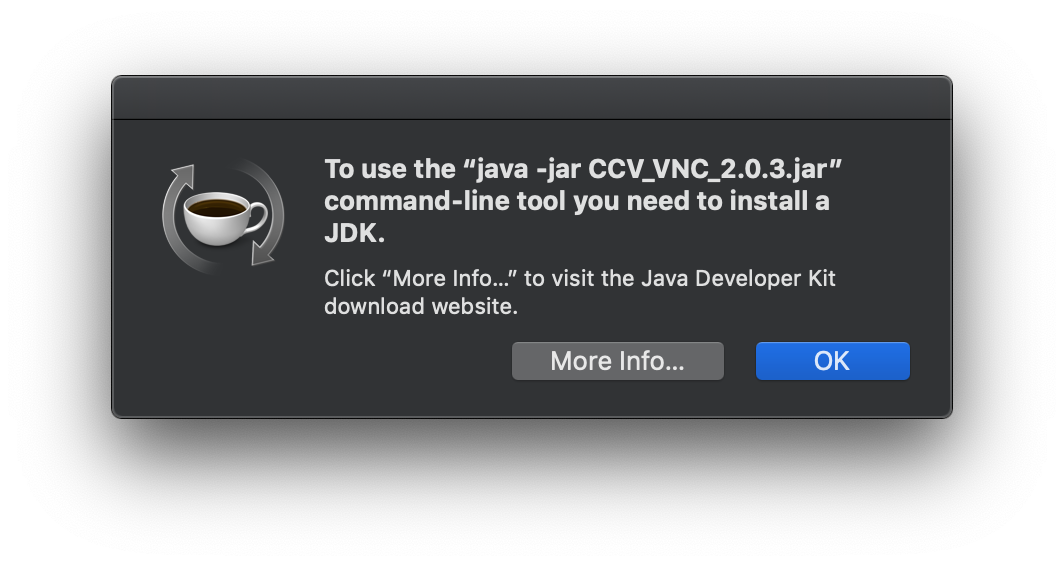 To use the “java -jar CCV_VNC_2.0.3.jar”
command-line tool you need to install a
JDK.
Click “More Info…” to visit the Java Developer Kit
download website.
More Info…
OK